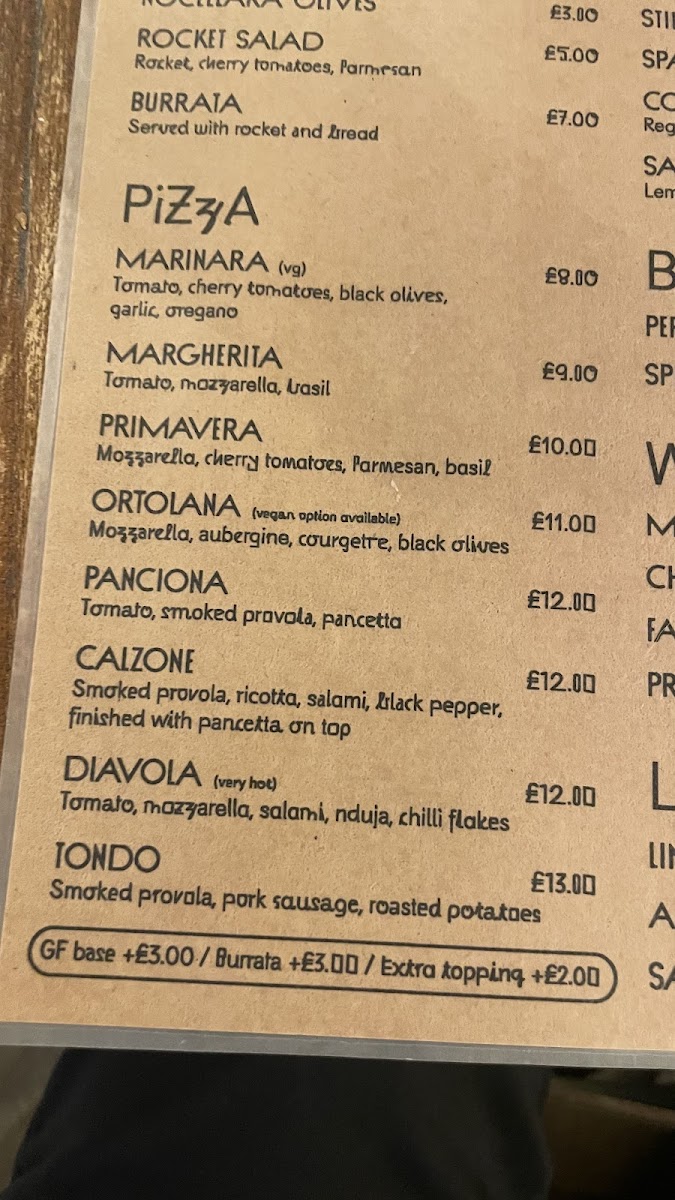 NOCELLARA OLIVES £3.00
ROCKET SALAD £5.00
Rocket, cherry tomatoes, Parmesan
BURRATA £7.00
Served with rocket and bread
PiZzA
MARINARA (vg) £8.00
Tomato, cherry tomatoes, black olives,
garlic, oregano
MARGHERITA £9.00
Tomato, mozzarella, basil
PRIMAVERA £10.00
Mozzarella, cherry tomatoes, Parmesan, basil
ORTOLANA (vegan option available) £11.00
Mozzarella, aubergine, courgette, black olives
PANCIONA £12.00
Tomato, smoked provola, pancetta
CALZONE £12.00
Smoked provola, ricotta, salami, black pepper,
finished with pancetta on top
DIAVOLA (very hot) £12.00
Tomato, mozzarella, salami, nduja, chilli flakes
TONDO £13.00
Smoked provola, pork sausage, roasted potatoes
GF base +£3.00 / Burrata +£3.00 / Extra topping +£2.00